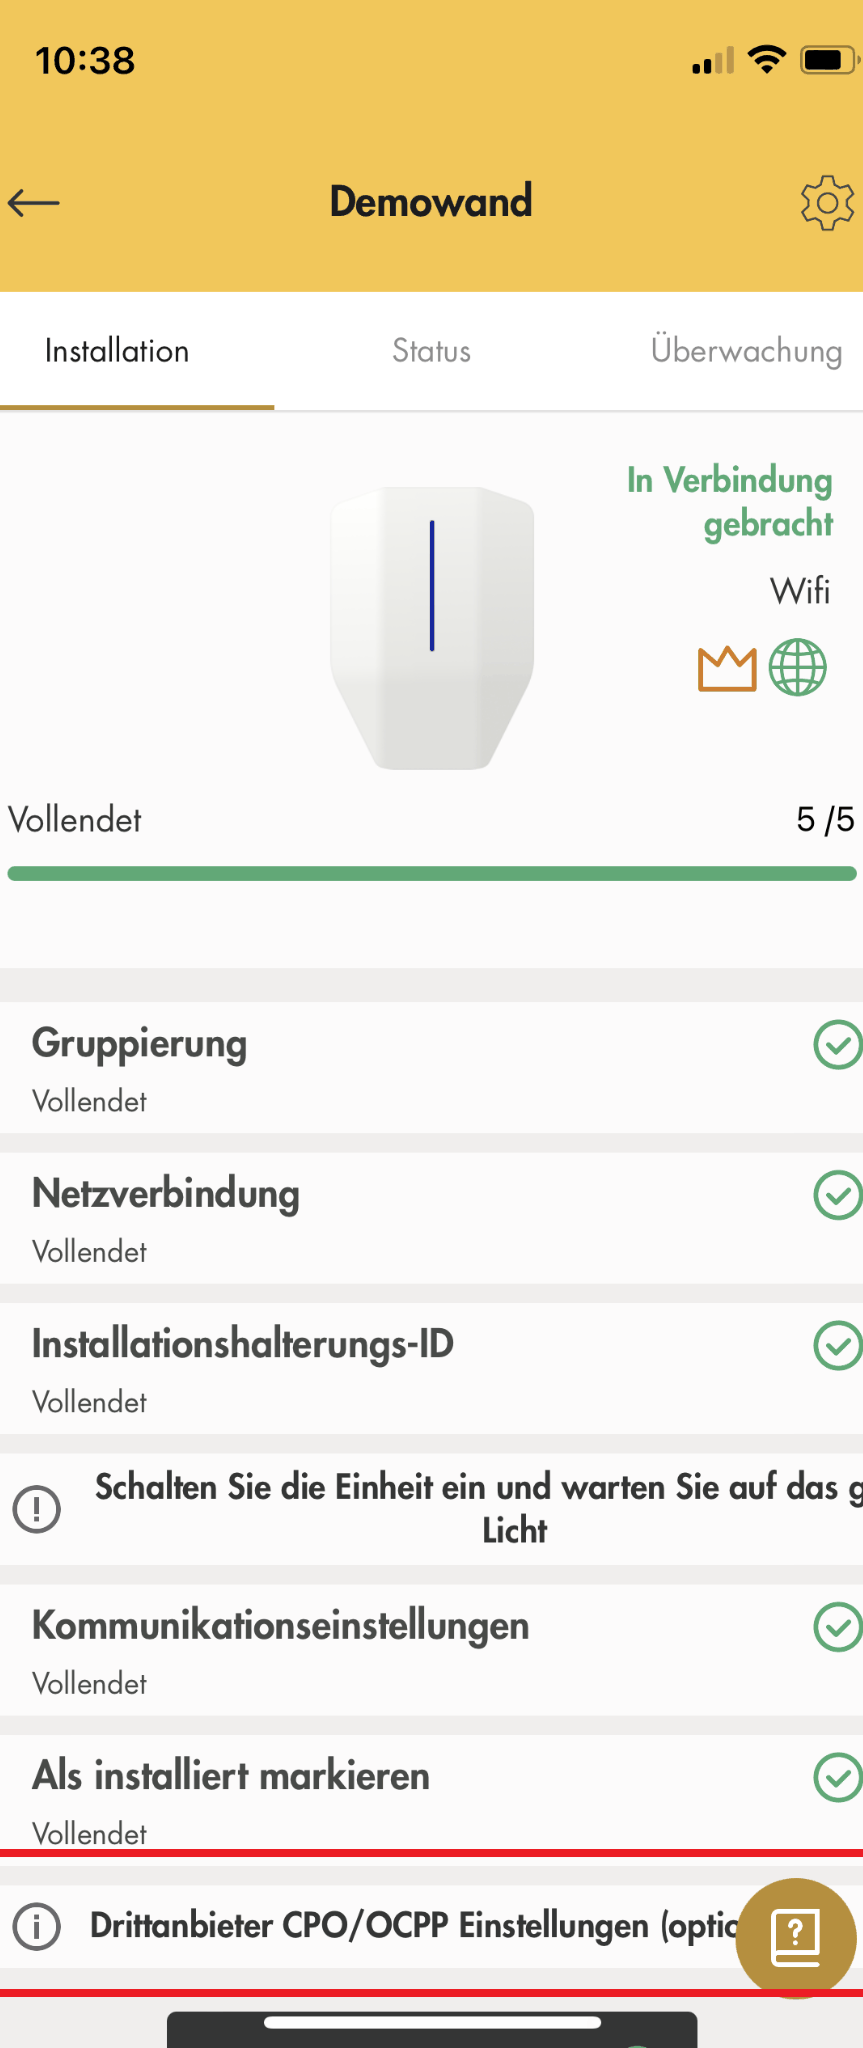 10:38
Demowand
Installation
Status
Überwachung
In Verbindung
gebracht
Wifi
Vollendet
5 /5
Gruppierung
Vollendet
Netzverbindung
Vollendet
Installationshalterungs-ID
Vollendet
Schalten Sie die Einheit ein und warten Sie auf das
Licht
Kommunikationseinstellungen
Vollendet
Als installiert markieren
Vollendet
Drittanbieter CPO/OCPP Einstellungen